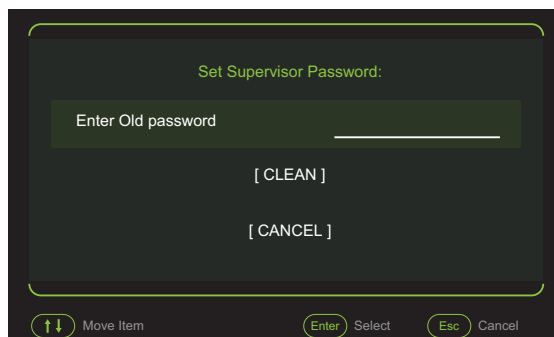 Set Supervisor Password:
Enter Old password
[ CLEAN ]
[ CANCEL ]
↑↓ Move Item Enter Select Esc Cancel